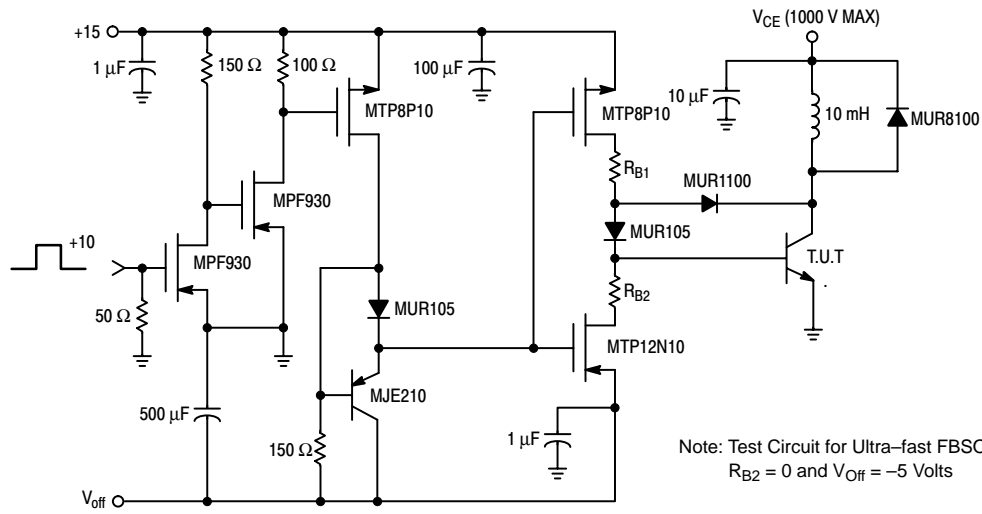 V_CE (1000 V MAX)
+15
1 μF
150 Ω
100 Ω
MTP8P10
100 μF
MTP8P10
10 μF
10 mH
MUR8100
R_B1
MPF930
MUR1100
MUR105
+10
MPF930
T.U.T
50 Ω
MUR105
R_B2
MTP12N10
500 μF
MJE210
150 Ω
1 μF
V_off
Note: Test Circuit for Ultra–fast FBSO
R_B2 = 0 and V_Off = –5 Volts